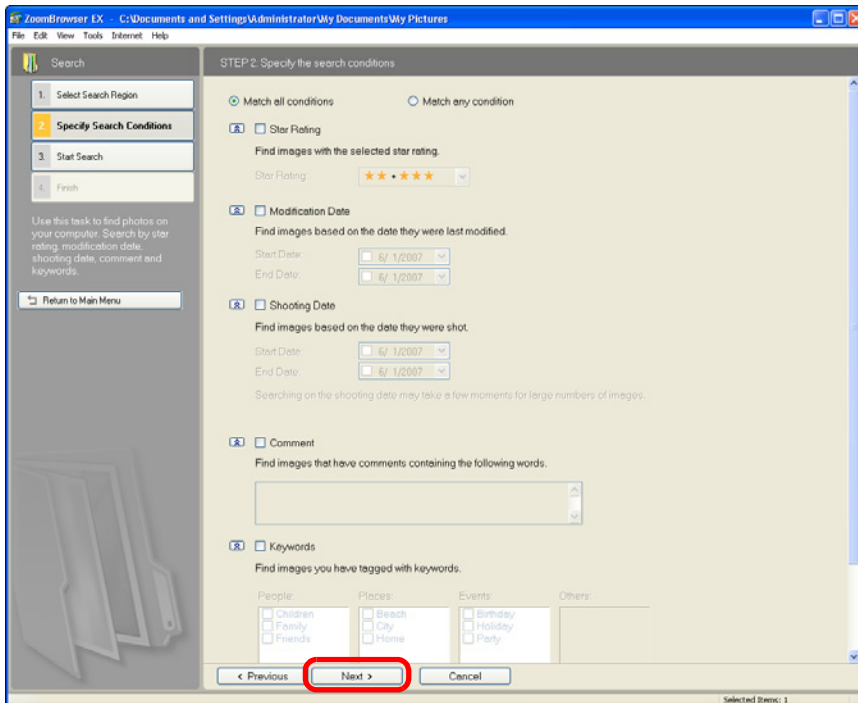 ZoomBrowser EX - C:\Documents and Settings\Administrator\My Documents\My Pictures
File Edit View Tools Internet Help
Search
1. Select Search Region
2. Specify Search Conditions
3. Start Search
4. Finish
Use this task to find photos on
your computer. Search by star
rating, modification date,
shooting date, comment and
keywords.
Return to Main Menu
STEP 2: Specify the search conditions
Match all conditions Match any condition
Star Rating
Find images with the selected star rating.
Star Rating:
Modification Date
Find images based on the date they were last modified.
Start Date: 6/ 1/2007
End Date: 6/ 1/2007
Shooting Date
Find images based on the date they were shot.
Start Date: 6/ 1/2007
End Date: 6/ 1/2007
Searching on the shooting date may take a few moments for large numbers of images.
Comment
Find images that have comments containing the following words.
Keywords
Find images you have tagged with keywords.
People: Places: Events: Others:
Children Beach Birthday
Family City Holiday
Friends Home Party
< Previous Next > Cancel
Selected Items: 1